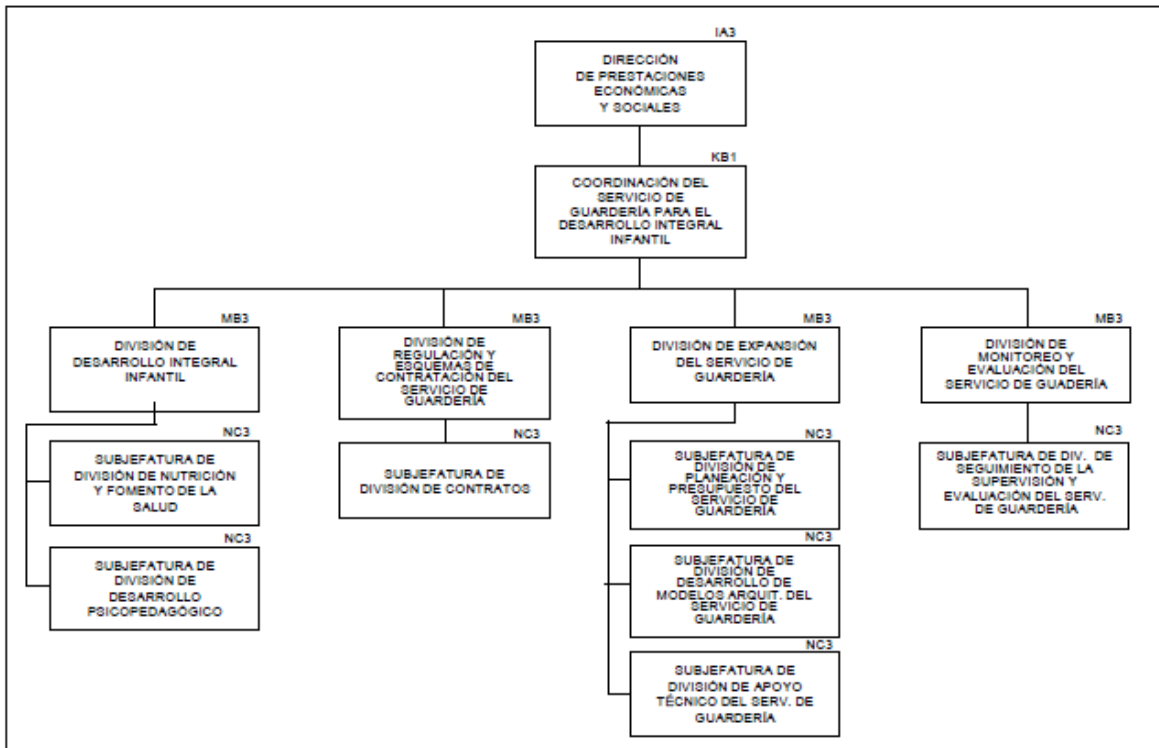 IA3
DIRECCIÓN
DE PRESTACIONES
ECONÓMICAS
Y SOCIALES
KB1
COORDINACIÓN DEL
SERVICIO DE
GUARDERÍA PARA EL
DESARROLLO INTEGRAL
INFANTIL
MB3
DIVISIÓN DE
DESARROLLO INTEGRAL
INFANTIL
MB3
DIVISIÓN DE
REGULACIÓN Y
ESQUEMAS DE
CONTRATACIÓN DEL
SERVICIO DE
GUARDERÍA
MB3
DIVISIÓN DE EXPANSIÓN
DEL SERVICIO DE
GUARDERÍA
MB3
DIVISIÓN DE
MONITOREO Y
EVALUACIÓN DEL
SERVICIO DE GUADERÍA
NC3
SUBJEFATURA DE
DIVISIÓN DE NUTRICIÓN
Y FOMENTO DE LA
SALUD
NC3
SUBJEFATURA DE
DIVISIÓN DE
DESARROLLO
PSICOPEDAGÓGICO
NC3
SUBJEFATURA DE
DIVISIÓN DE CONTRATOS
NC3
SUBJEFATURA DE
DIVISIÓN DE
PLANEACIÓN Y
PRESUPUESTO DEL
SERVICIO DE
GUARDERÍA
NC3
SUBJEFATURA DE
DIVISIÓN DE
DESARROLLO DE
MODELOS ARQUIT. DEL
SERVICIO DE
GUARDERÍA
NC3
SUBJEFATURA DE
DIVISIÓN DE APOYO
TÉCNICO DEL SERV. DE
GUARDERÍA
NC3
SUBJEFATURA DE DIV. DE
SEGUIMIENTO DE LA
SUPERVISIÓN Y
EVALUACIÓN DEL SERV.
DE GUARDERÍA